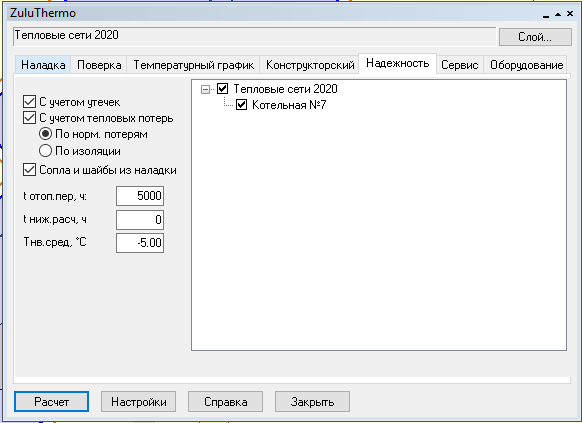 ZuluThermo
Тепловые сети 2020
Слой...
Наладка Поверка Температурный график Конструкторский Надежность Сервис Оборудование
С учетом утечек
С учетом тепловых потерь
По норм. потерям
По изоляции
Сопла и шайбы из наладки
t отоп.пер, ч: 5000
t ниж.расч, ч 0
Tнв.сред, °C -5.00
Тепловые сети 2020
Котельная №7
Расчет Настройки Справка Закрыть